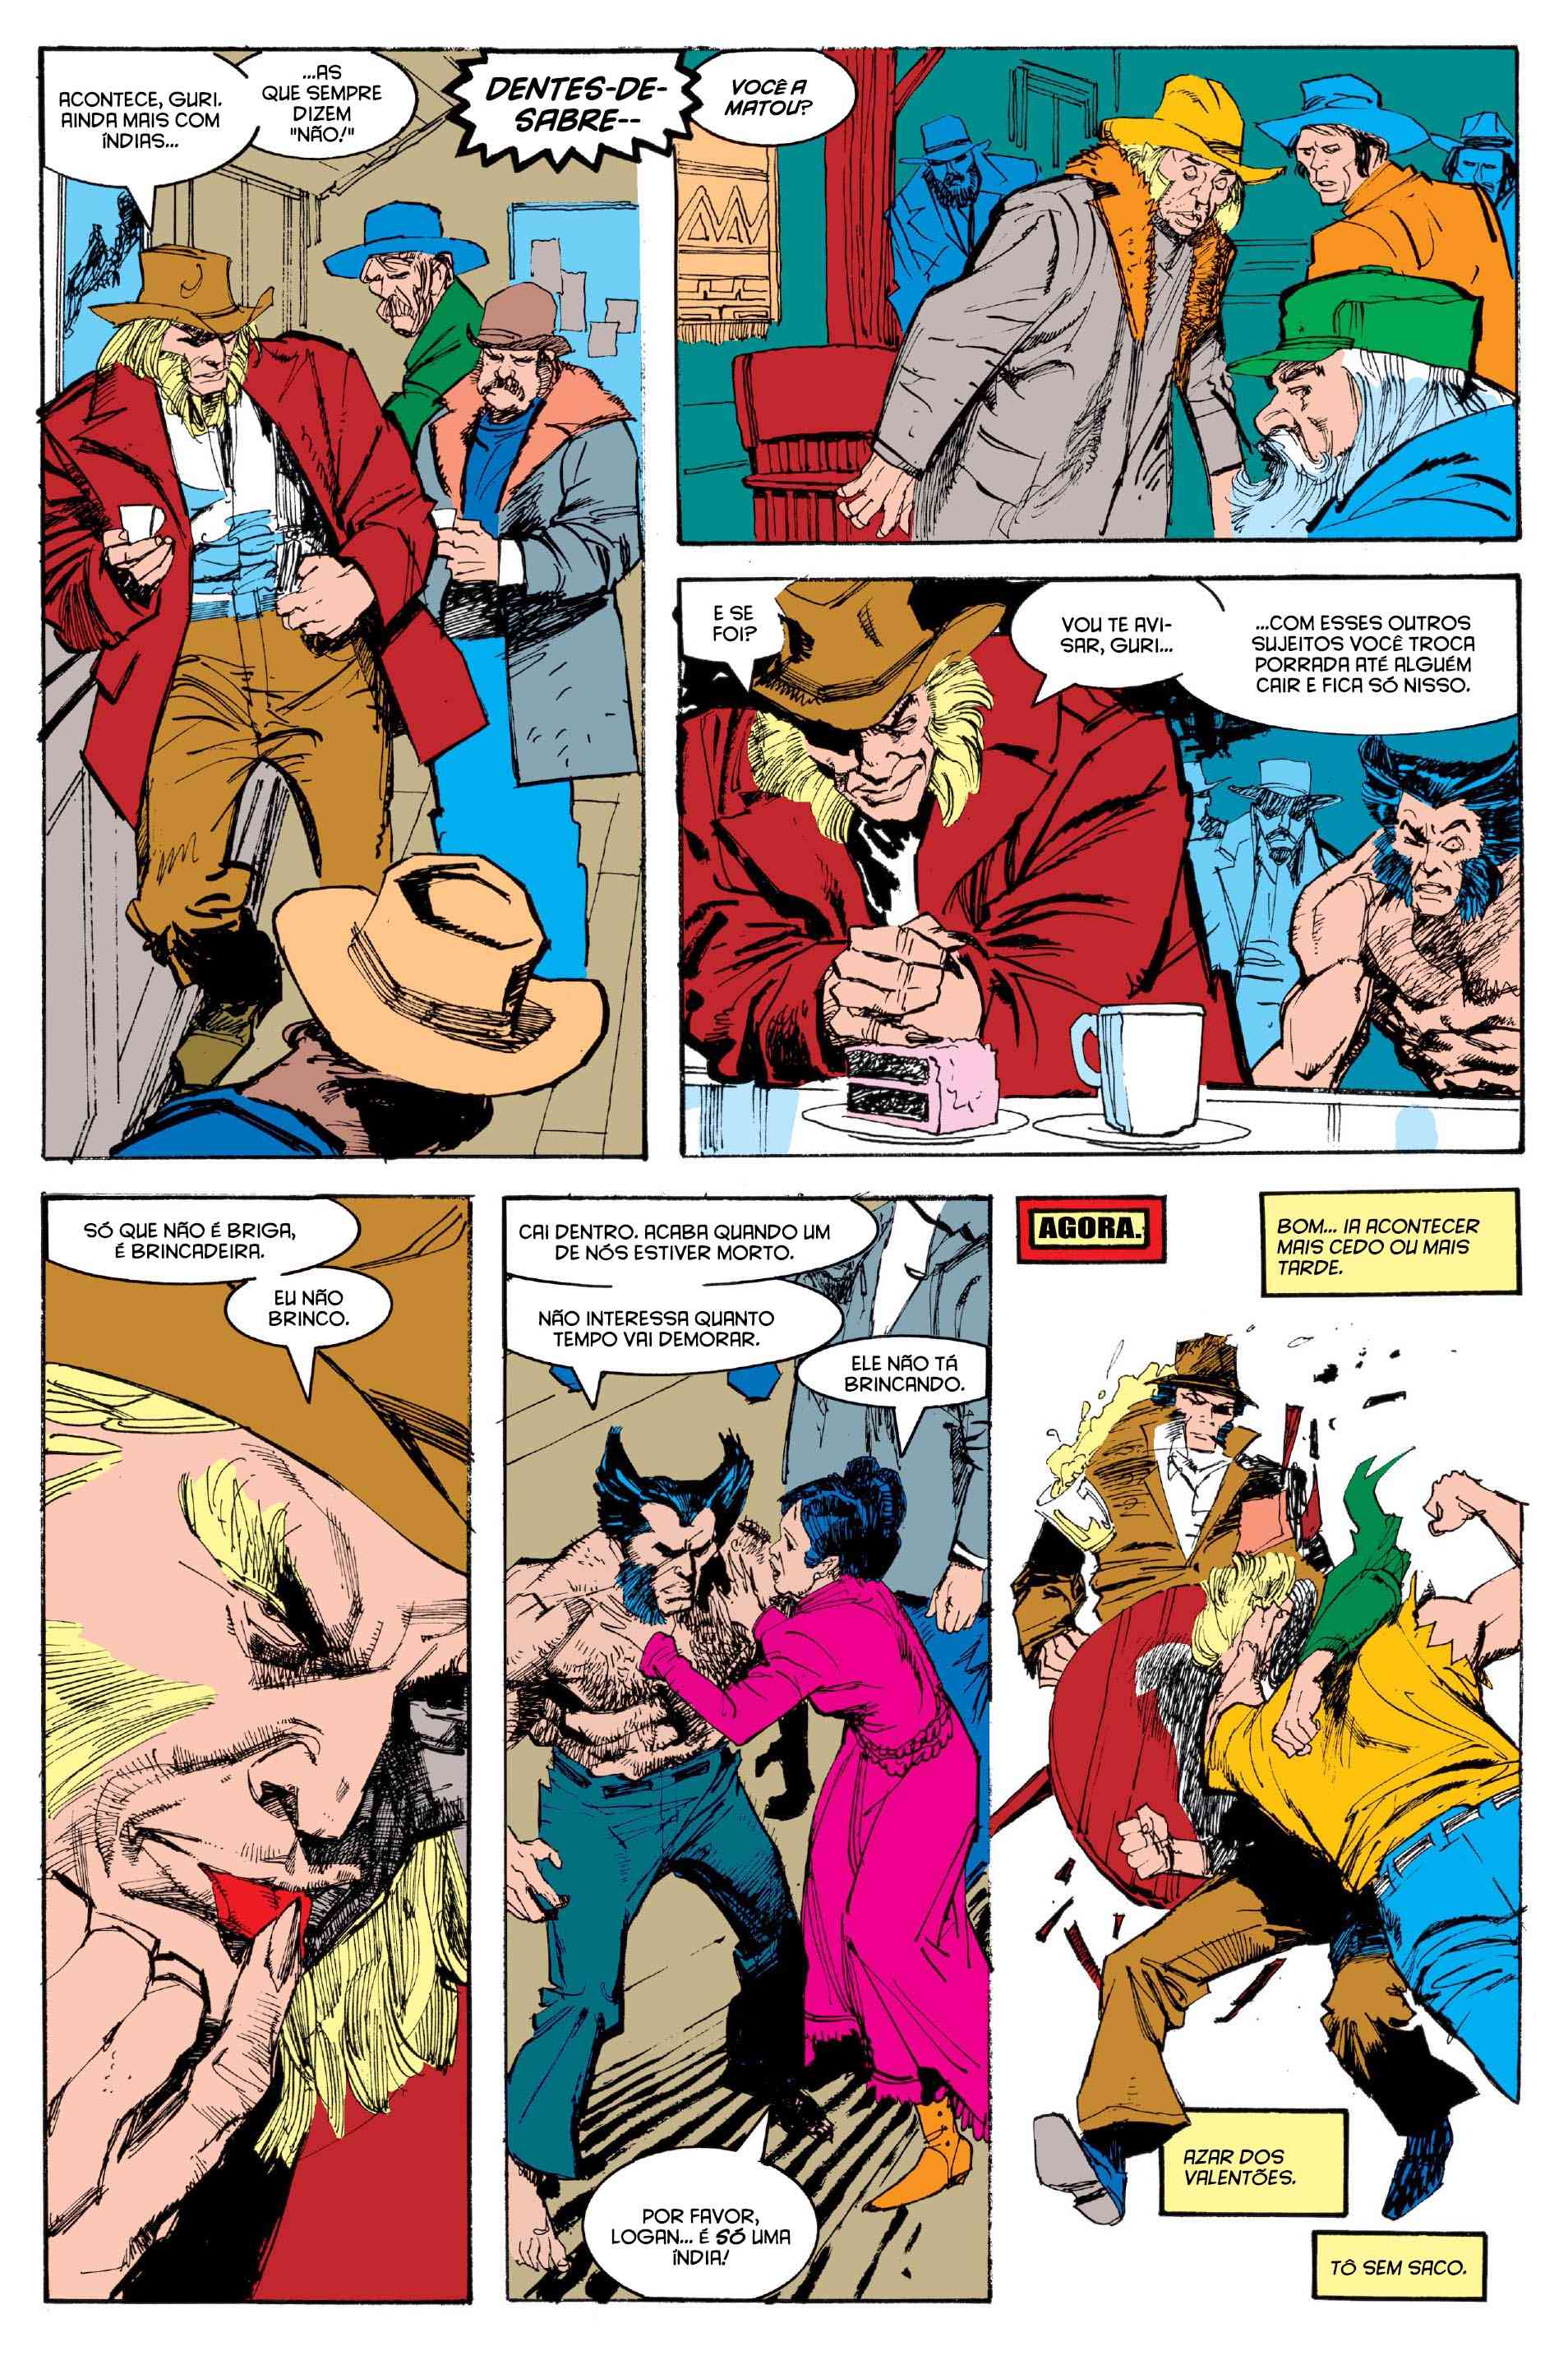 ACONTECE, GURI.
AINDA MAIS COM
ÍNDIAS...
...AS
QUE SEMPRE
DIZEM
"NÃO!"
DENTES-DE-
SABRE--
VOCÊ A
MATOU?
E SE
FOI?
VOU TE AVI-
SAR, GURI...
...COM ESSES OUTROS
SUJEITOS VOCÊ TROCA
PORRADA ATÉ ALGUÉM
CAIR E FICA SÓ NISSO.
SÓ QUE NÃO É BRIGA,
É BRINCADEIRA.
EU NÃO
BRINCO.
CAI DENTRO. ACABA QUANDO UM
DE NÓS ESTIVER MORTO.
NÃO INTERESSA QUANTO
TEMPO VAI DEMORAR.
ELE NÃO TÁ
BRINCANDO.
POR FAVOR,
LOGAN... É SÓ UMA
ÍNDIA!
AGORA.
BOM... IA ACONTECER
MAIS CEDO OU MAIS
TARDE.
AZAR DOS
VALENTÕES.
TÔ SEM SACO.